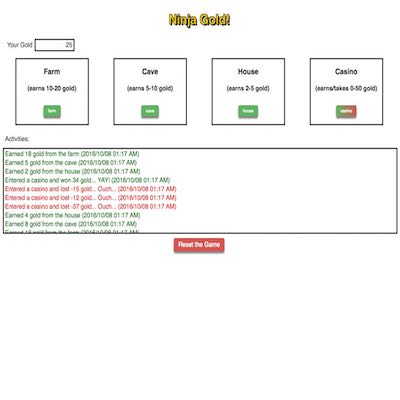 Ninja Gold!
Your Gold 25
Farm Cave House Casino
(earns 10-20 gold) (earns 5-10 gold) (earns 2-5 gold) (earns/takes 0-50 gold)
farm cave house casino
Activities:
Earned 18 gold from the farm (2016/10/08 01:17 AM)
Earned 5 gold from the cave (2016/10/08 01:17 AM)
Earned 2 gold from the house (2016/10/08 01:17 AM)
Entered a casino and won 34 gold... YAY! (2016/10/08 01:17 AM)
Entered a casino and lost -15 gold... Ouch... (2016/10/08 01:17 AM)
Entered a casino and lost -12 gold... Ouch... (2016/10/08 01:17 AM)
Entered a casino and lost -37 gold... Ouch... (2016/10/08 01:17 AM)
Earned 4 gold from the house (2016/10/08 01:17 AM)
Earned 8 gold from the cave (2016/10/08 01:17 AM)
Earned 16 gold from the farm (2016/10/08 01:17 AM)
Reset the Game